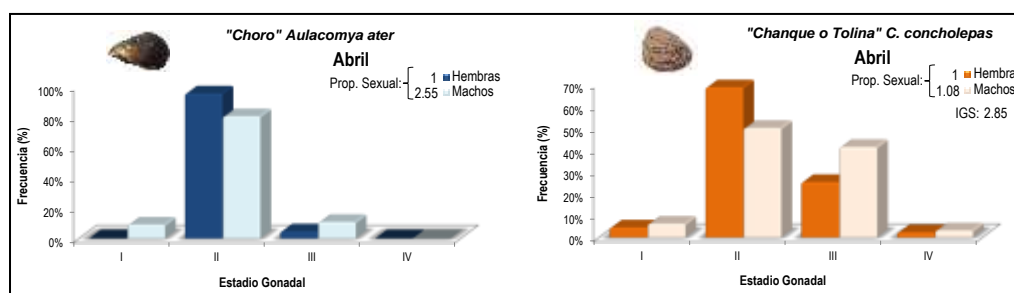 "Choro" Aulacomya ater
Abril
Prop. Sexual:
1 Hembras
2.55 Machos
Frecuencia (%)
100%
80%
60%
40%
20%
0%
I II III IV
Estadio Gonadal
"Chanque o Tolina" C. concholepas
Abril
Prop. Sexual:
1 Hembra
1.08 Machos
IGS: 2.85
Frecuencia (%)
70%
60%
50%
40%
30%
20%
10%
0%
I II III IV
Estadio Gonadal